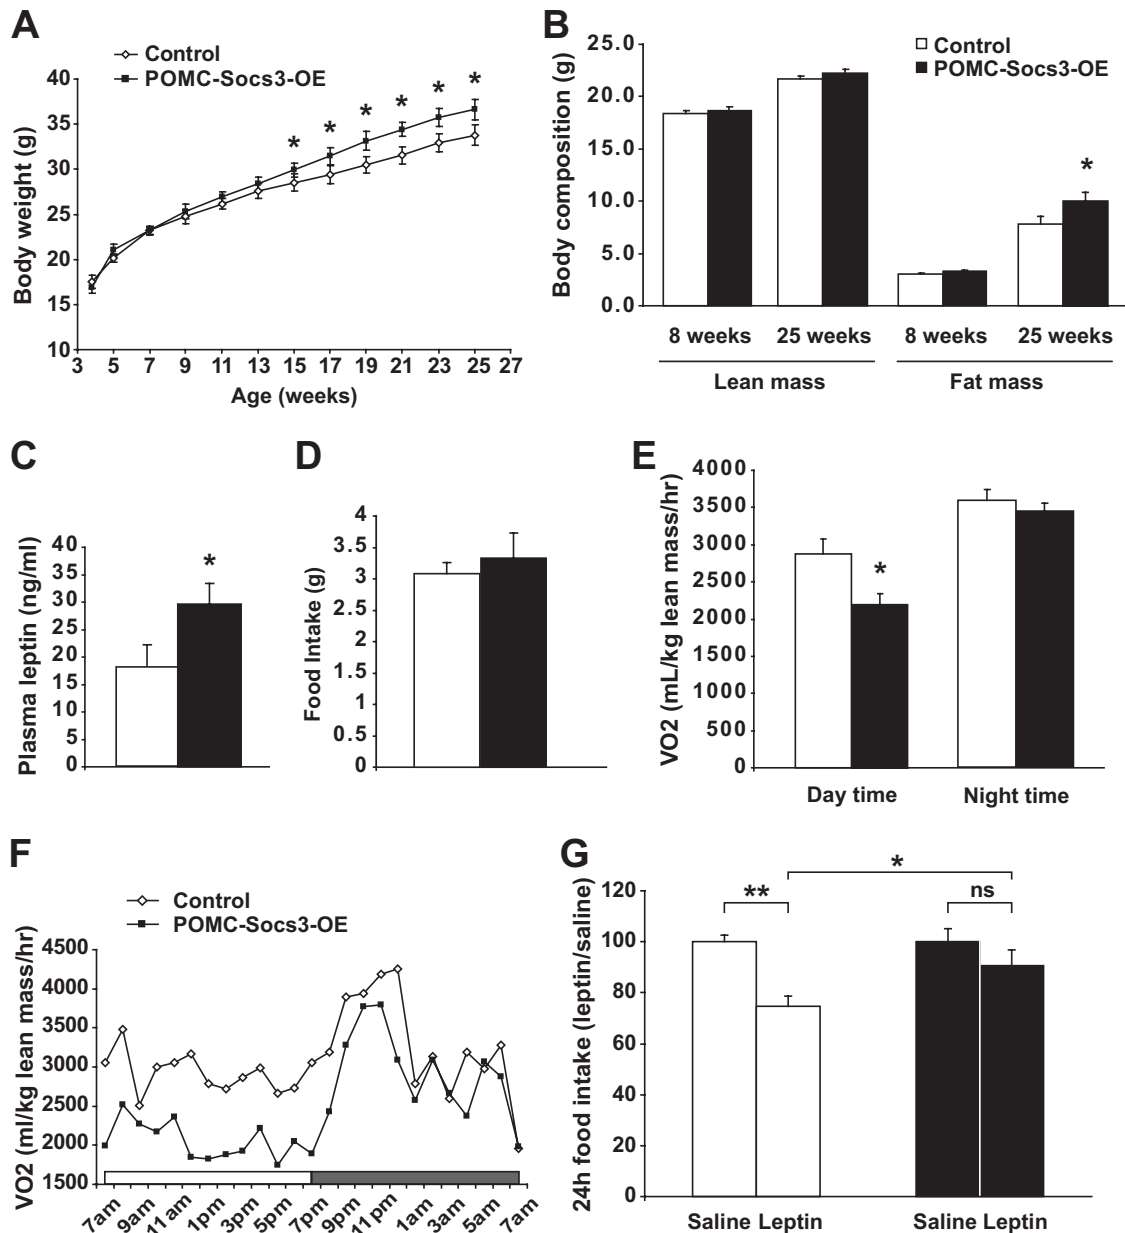 A
Control
POMC-Socs3-OE
Body weight (g)
40
35
30
25
20
15
10
* * * * * *
3 5 7 9 11 13 15 17 19 21 23 25 27
Age (weeks)
B
Control
POMC-Socs3-OE
Body composition (g)
25.0
20.0
15.0
10.0
5.0
0.0
*
8 weeks 25 weeks 8 weeks 25 weeks
Lean mass Fat mass
C
Plasma leptin (ng/ml)
40
35
30
25
20
15
10
5
0
*
D
Food Intake (g)
4
3.5
3
2.5
2
1.5
1
0.5
0
E
VO2 (mL/kg lean mass/hr)
4000
3500
3000
2500
2000
1500
1000
500
0
*
Day time Night time
F
Control
POMC-Socs3-OE
VO2 (ml/kg lean mass/hr)
4500
4000
3500
3000
2500
2000
1500
7am 9am 11am 1pm 3pm 5pm 7pm 9pm 11pm 1am 3am 5am 7am
G
24h food intake (leptin/saline)
120
100
80
60
40
20
0
*
** ns
Saline Leptin Saline Leptin